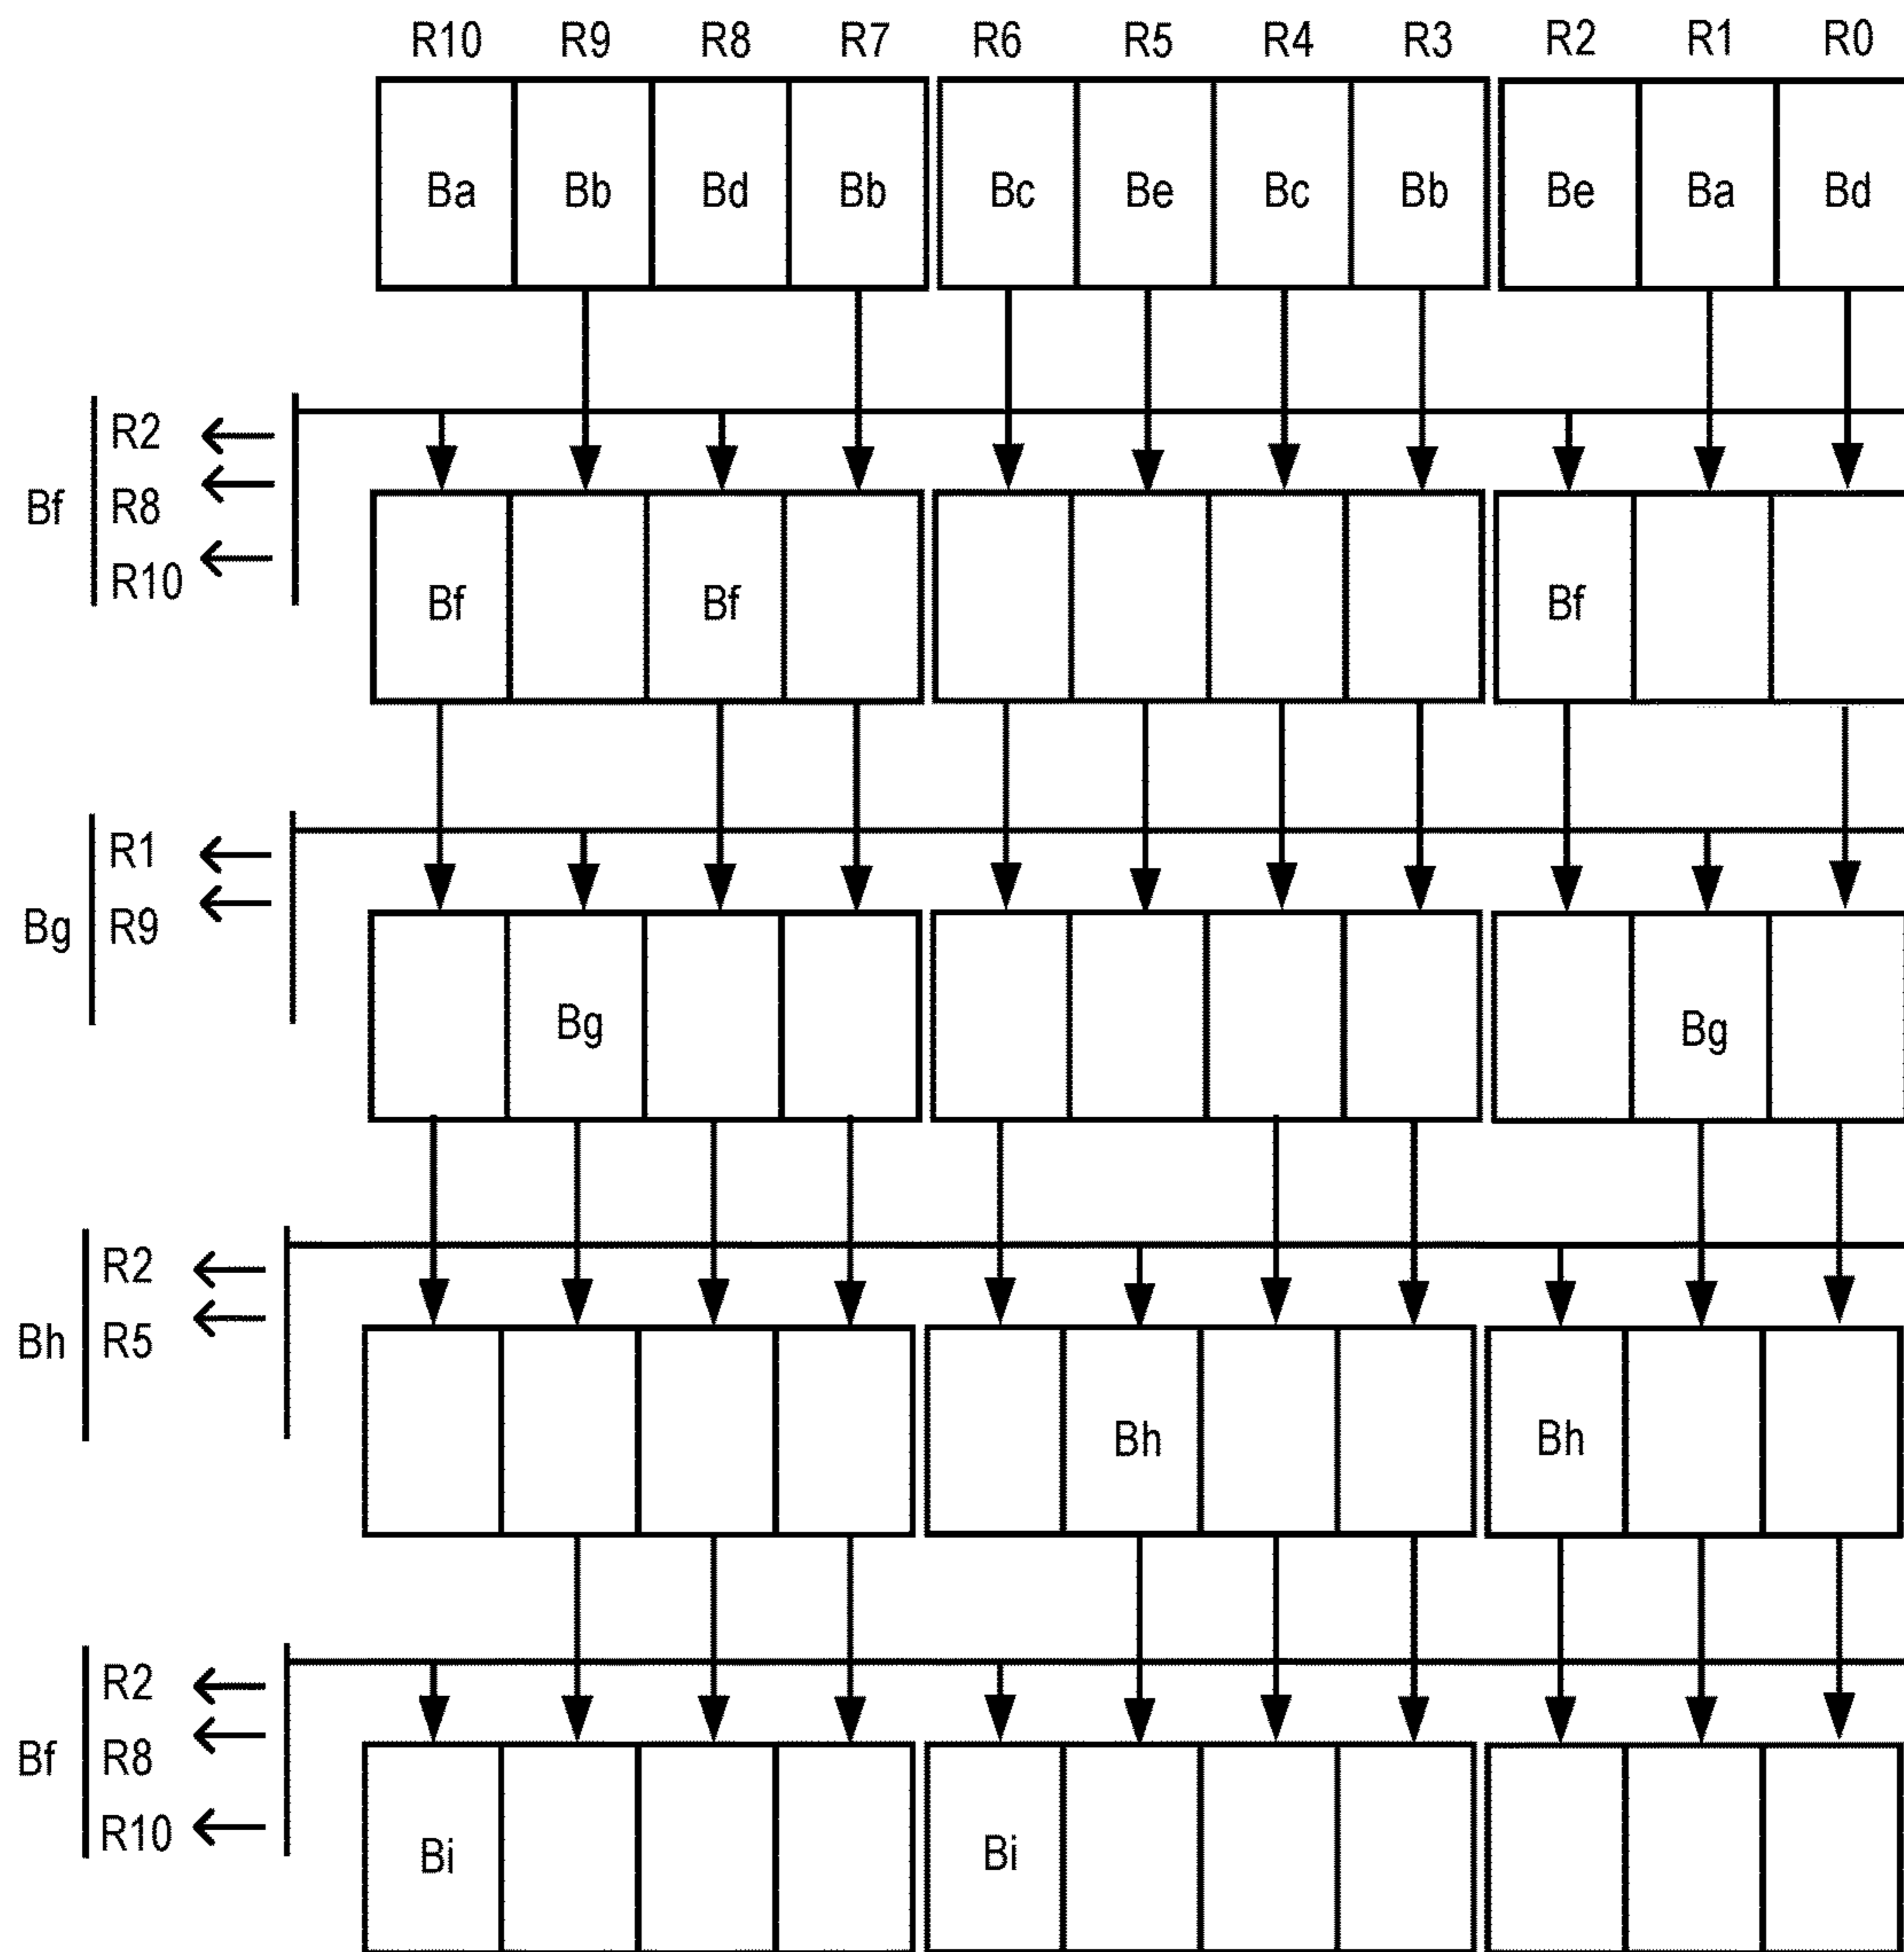 R10 R9 R8 R7 R6 R5 R4 R3 R2 R1 R0
Ba Bb Bd Bb Bc Be Bc Bb Be Ba Bd
R2
Bf R8
R10
Bf Bf Bf
R1
Bg R9
Bg Bg
R2
Bh R5
Bh Bh
R2
Bf R8
R10
Bi Bi